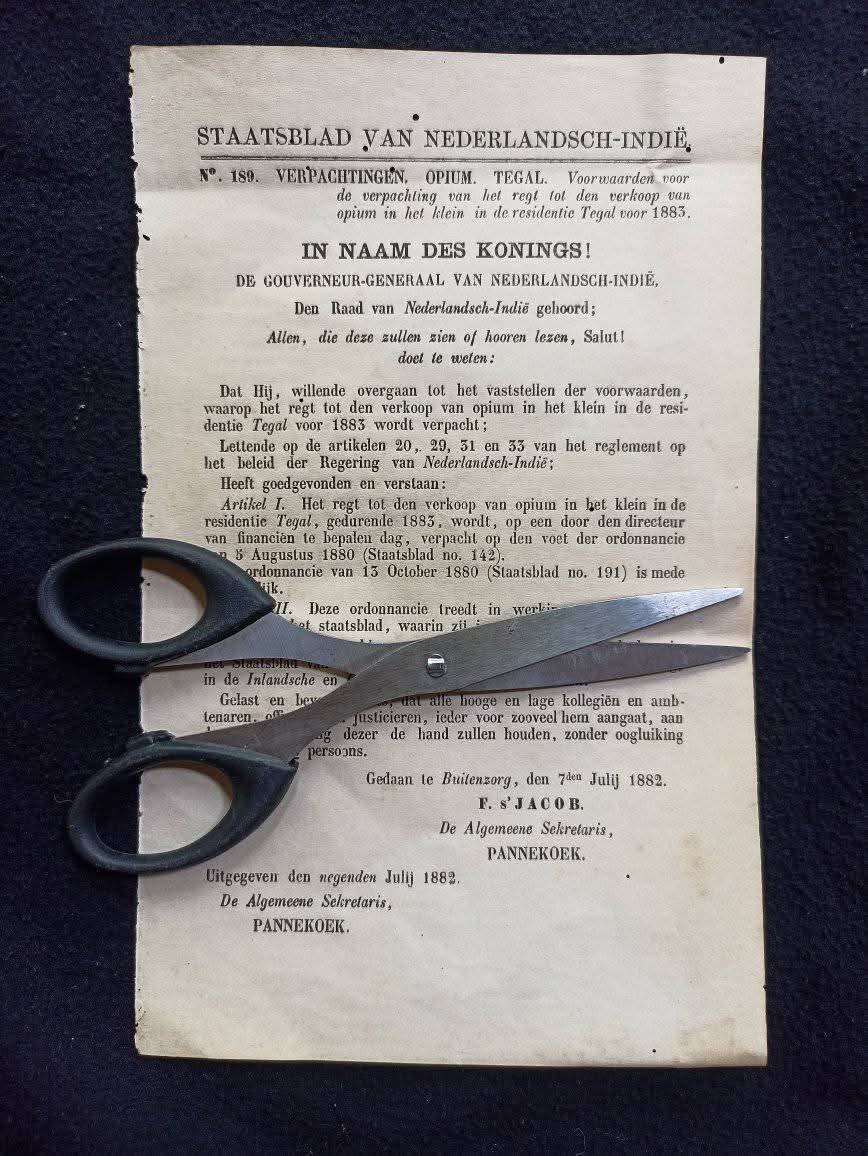 STAATSBLAD VAN NEDERLANDSCH-INDIË.
N°. 189. VERPACHTINGEN. OPIUM. TEGAL. Voorwaarden voor
de verpachting van het regt tot den verkoop van
opium in het klein in de residentie Tegal voor 1883.
IN NAAM DES KONINGS!
DE GOUVERNEUR-GENERAAL VAN NEDERLANDSCH-INDIË,
Den Raad van Nederlandsch-Indië gehoord;
Allen, die deze zullen zien of hooren lezen, Salut!
doet te weten:
Dat Hij, willende overgaan tot het vaststellen der voorwaarden,
waarop het regt tot den verkoop van opium in het klein in de resi-
dentie Tegal voor 1883 wordt verpacht;
Lettende op de artikelen 20, 29, 31 en 33 van het reglement op
het beleid der Regering van Nederlandsch-Indië;
Heeft goedgevonden en verstaan:
Artikel I. Het regt tot den verkoop van opium in het klein in de
residentie Tegal, gedurende 1883, wordt, op een door den directeur
van financiën te bepalen dag, verpacht op den voet der ordonnancie
5 Augustus 1880 (Staatsblad no. 142).
ordonnancie van 13 October 1880 (Staatsblad no. 191) is mede
II. Deze ordonnancie treedt in
staatsblad, waarin zij
het Staatsblad
in de Inlandsche en
Gelast en dat alle hooge en lage kollegiën en amb-
tenaren, justicieren, ieder voor zooveel hem aangaat, aan
dezer de hand zullen houden, zonder oogluiking
persoons.
Gedaan te Buitenzorg, den 7den Julij 1882.
F. s'JACOB.
De Algemeene Sekretaris,
PANNEKOEK.
Uitgegeven den negenden Julij 1882.
De Algemeene Sekretaris,
PANNEKOEK.